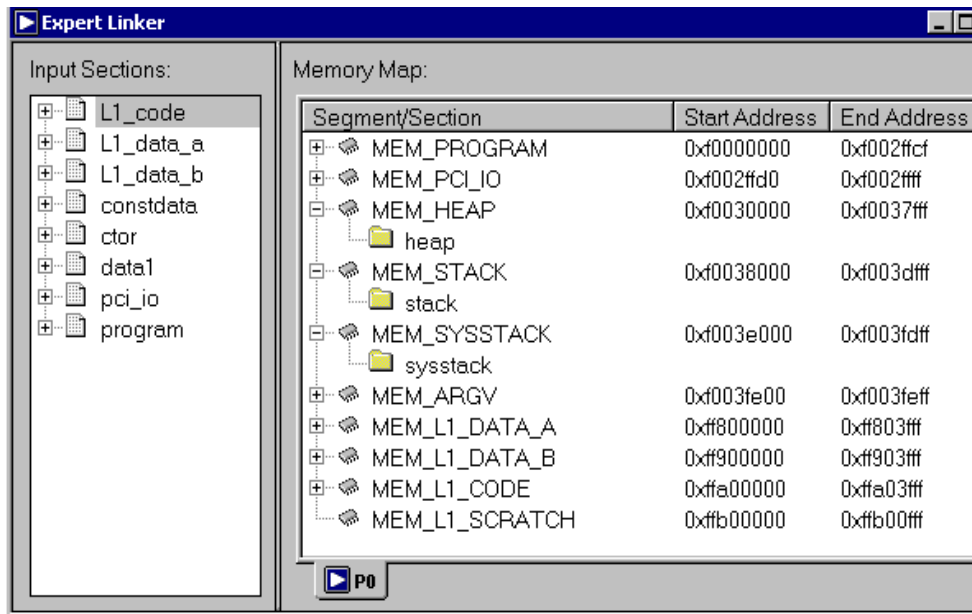 Expert Linker
Input Sections:
L1_code
L1_data_a
L1_data_b
constdata
ctor
data1
pci_io
program
Memory Map:
Segment/Section Start Address End Address
MEM_PROGRAM 0xf0000000 0xf002ffcf
MEM_PCI_IO 0xf002ffd0 0xf002ffff
MEM_HEAP 0xf0030000 0xf0037fff
heap
MEM_STACK 0xf0038000 0xf003dfff
stack
MEM_SYSSTACK 0xf003e000 0xf003fdff
sysstack
MEM_ARGV 0xf003fe00 0xf003feff
MEM_L1_DATA_A 0xff800000 0xff803fff
MEM_L1_DATA_B 0xff900000 0xff903fff
MEM_L1_CODE 0xffa00000 0xffa03fff
MEM_L1_SCRATCH 0xffb00000 0xffb00fff
P0